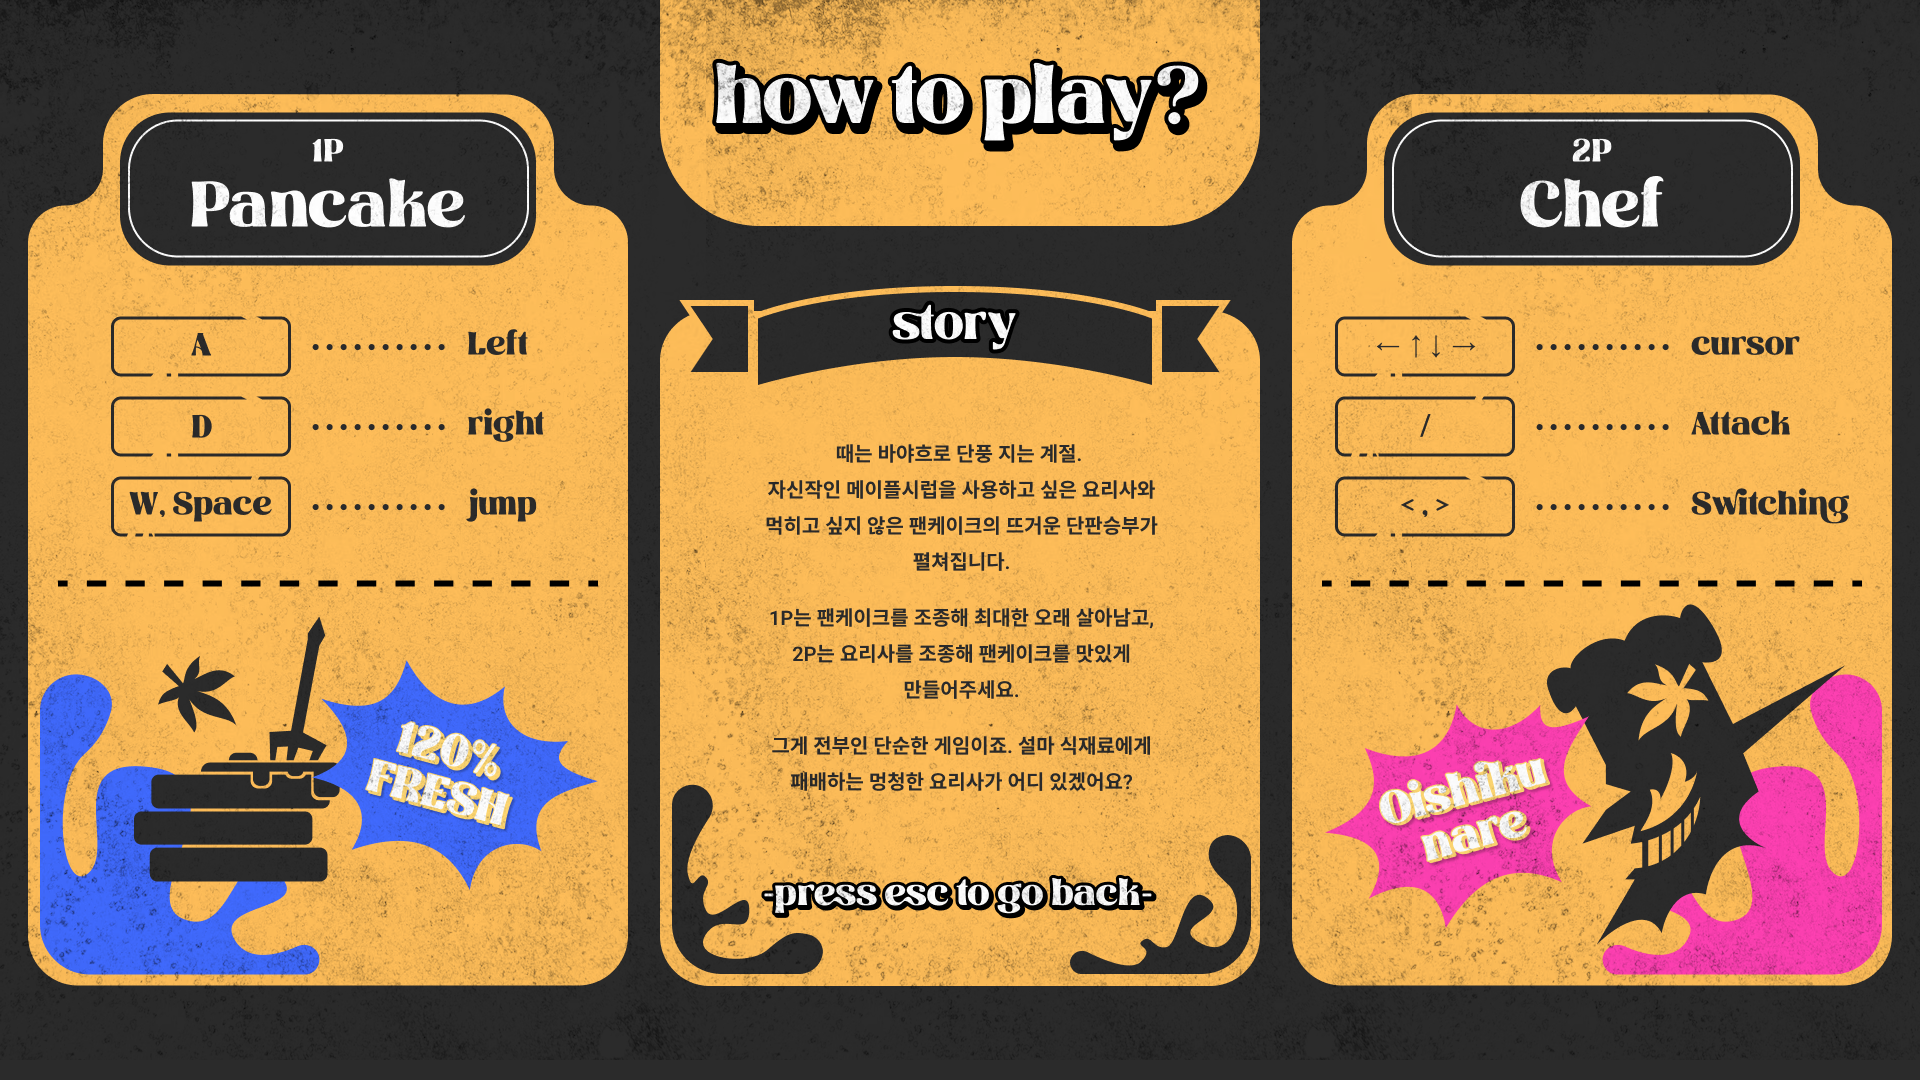 how to play?
1P
Pancake
A .......... Left
D .......... right
W, Space .......... jump
120%
FRESH
story
때는 바야흐로 단풍 지는 계절.
자신작인 메이플시럽을 사용하고 싶은 요리사와
먹히고 싶지 않은 팬케이크의 뜨거운 단판승부가
펼쳐집니다.
1P는 팬케이크를 조종해 최대한 오래 살아남고,
2P는 요리사를 조종해 팬케이크를 맛있게
만들어주세요.
그게 전부인 단순한 게임이죠. 설마 식재료에게
패배하는 멍청한 요리사가 어디 있겠어요?
-press esc to go back-
2P
Chef
←↑↓→ .......... cursor
/ .......... Attack
< , > .......... Switching
Oishiku
nare